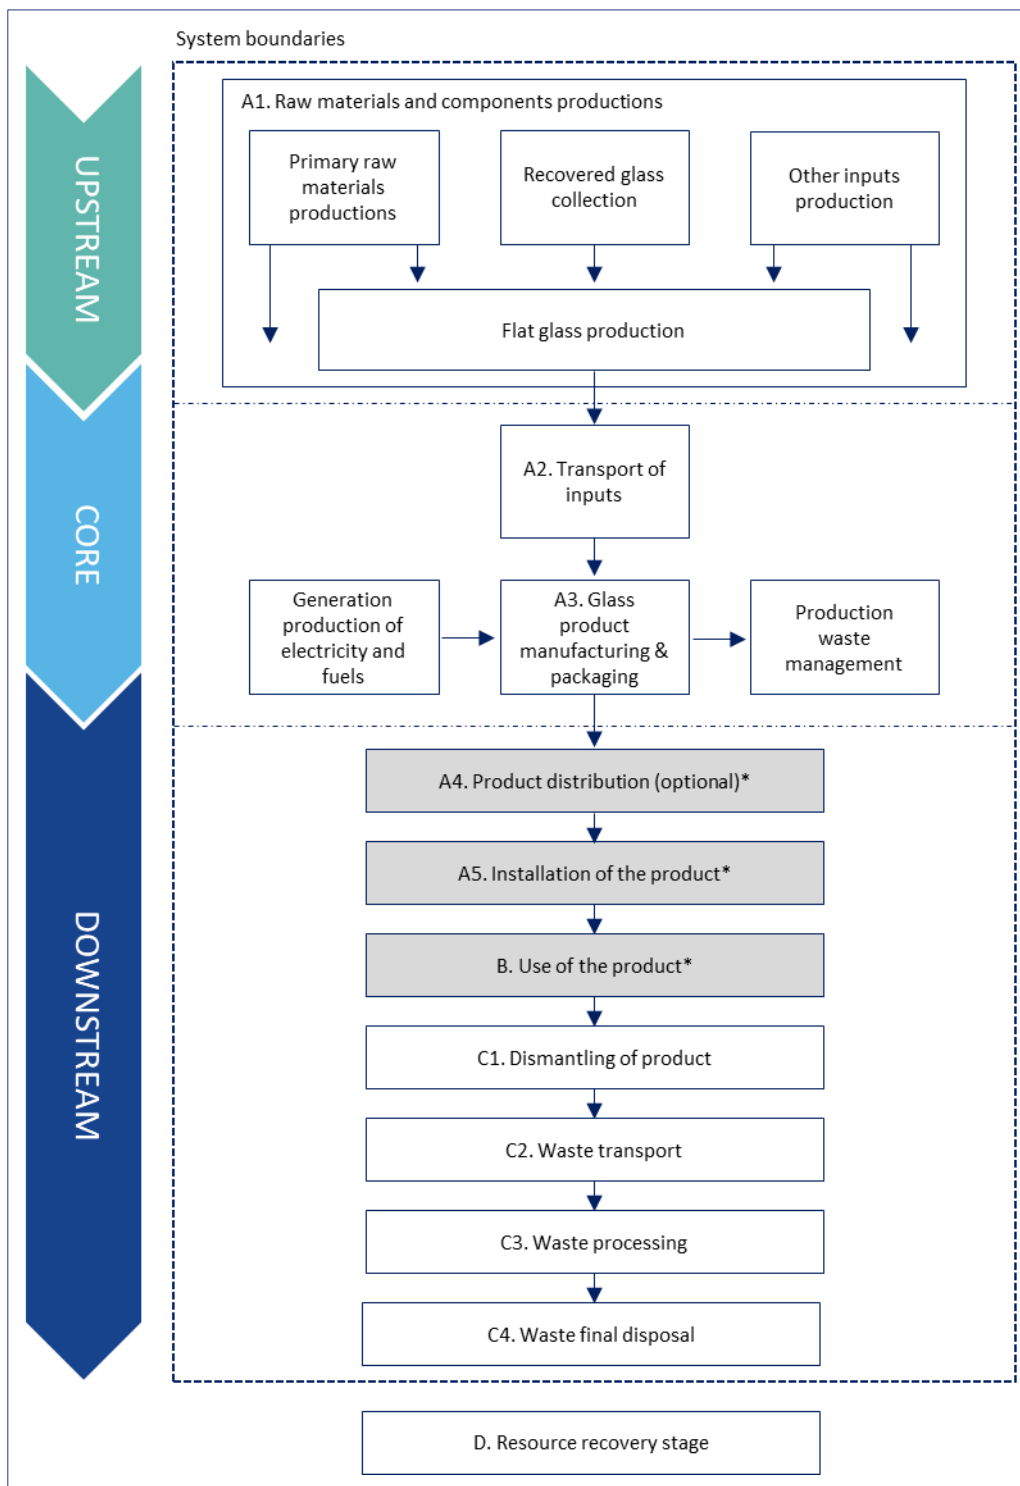 System boundaries
UPSTREAM
A1. Raw materials and components productions
Primary raw
materials
productions
Recovered glass
collection
Other inputs
production
Flat glass production
CORE
A2. Transport of
inputs
Generation
production of
electricity and
fuels
A3. Glass
product
manufacturing &
packaging
Production
waste
management
DOWNSTREAM
A4. Product distribution (optional)*
A5. Installation of the product*
B. Use of the product*
C1. Dismantling of product
C2. Waste transport
C3. Waste processing
C4. Waste final disposal
D. Resource recovery stage